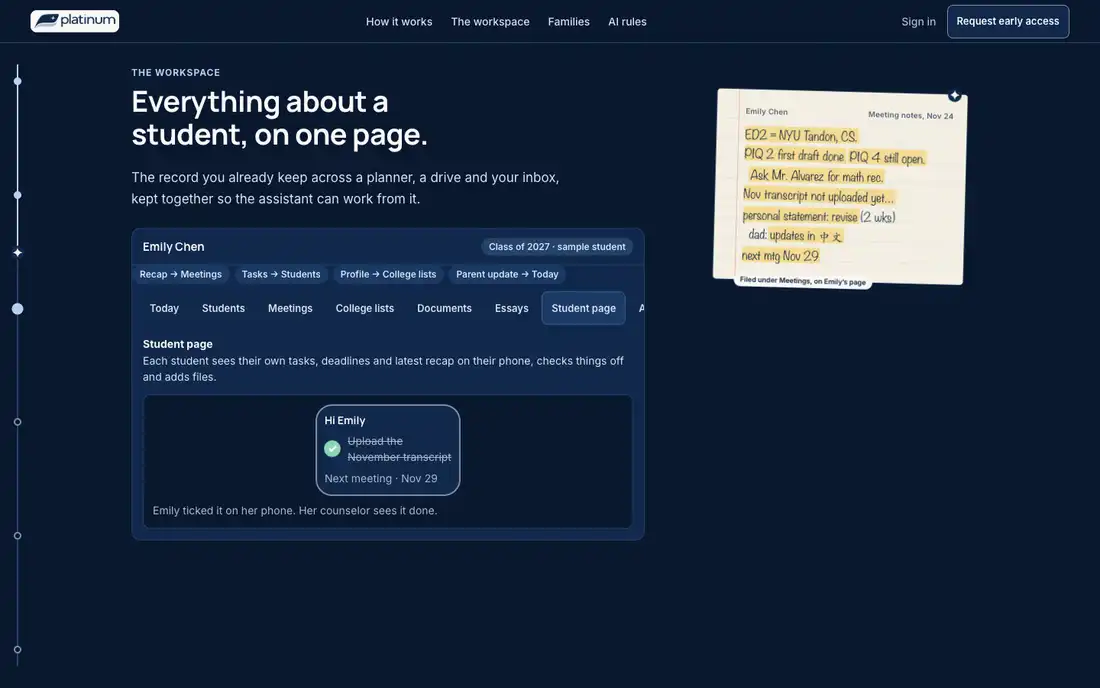 platinum
How it works
The workspace
Families
AI rules
Sign in
Request early access
THE WORKSPACE
Everything about a
student, on one page.
The record you already keep across a planner, a drive and your inbox,
kept together so the assistant can work from it.
Emily Chen
Class of 2027 · sample student
Recap → Meetings
Tasks → Students
Profile → College lists
Parent update → Today
Today
Students
Meetings
College lists
Documents
Essays
Student page
A
Student page
Each student sees their own tasks, deadlines and latest recap on their phone, checks things off
and adds files.
Hi Emily
Upload the
November transcript
Next meeting · Nov 29
Emily ticked it on her phone. Her counselor sees it done.
Emily Chen
Meeting notes, Nov 24
ED2 = NYU Tandon, CS.
PIQ 2 first draft done. PIQ 4 still open.
Ask Mr. Alvarez for math rec.
Nov transcript not uploaded yet...
personal statement: revise (2 wks)
dad: updates in 中文
next mtg Nov 29
Filed under Meetings, on Emily's page